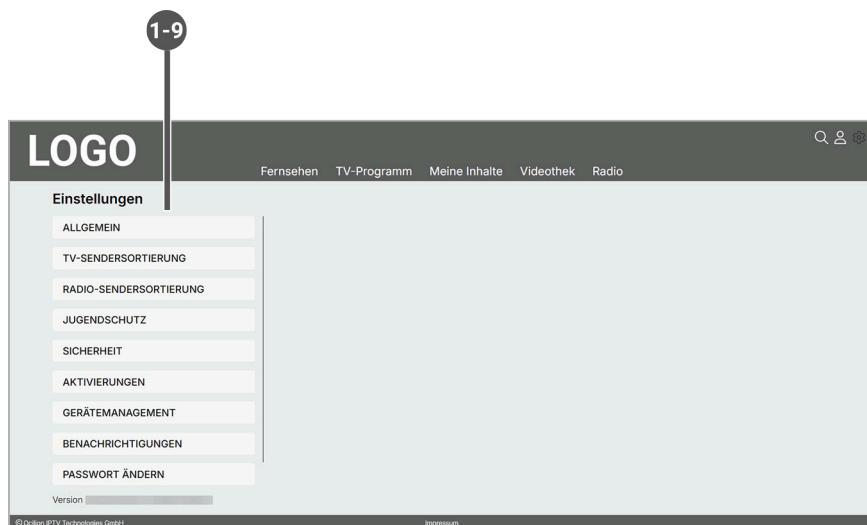 1-9
LOGO
Fernsehen TV-Programm Meine Inhalte Videothek Radio
Einstellungen
ALLGEMEIN
TV-SENDERSORTIERUNG
RADIO-SENDERSORTIERUNG
JUGENDSCHUTZ
SICHERHEIT
AKTIVIERUNGEN
GERÄTEMANAGEMENT
BENACHRICHTIGUNGEN
PASSWORT ÄNDERN
Version
© Ocilion IPTV Technologies GmbH Impressum